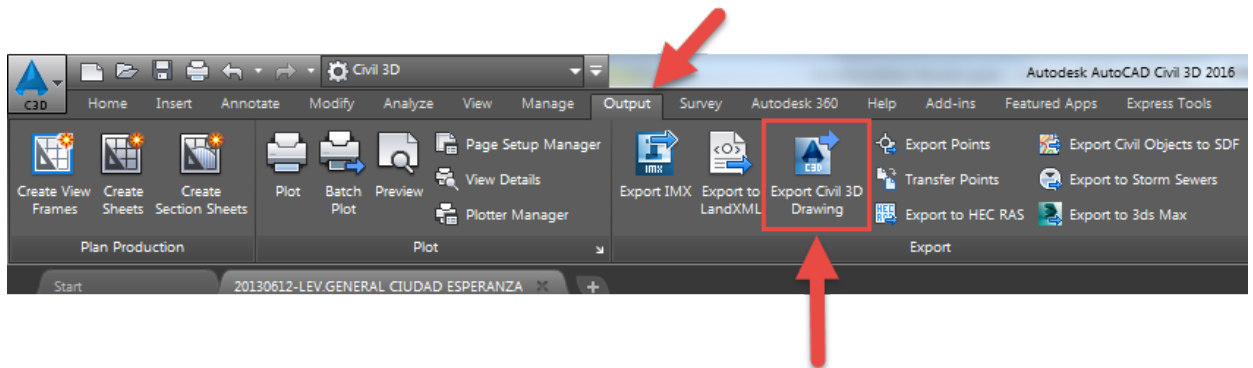 Civil 3D
Autodesk AutoCAD Civil 3D 2016
C3D
Home Insert Annotate Modify Analyze View Manage Output Survey Autodesk 360 Help Add-ins Featured Apps Express Tools
Create View
Frames
Create
Sheets
Create
Section Sheets
Plot
Batch
Plot
Preview
Page Setup Manager
View Details
Plotter Manager
IMX
Export IMX
Export to
LandXML
C3D
Export Civil 3D
Drawing
Export Points
Transfer Points
HEC
RAS
Export to HEC RAS
Export Civil Objects to SDF
Export to Storm Sewers
Export to 3ds Max
Plan Production
Plot
Export
Start
20130612-LEV.GENERAL CIUDAD ESPERANZA